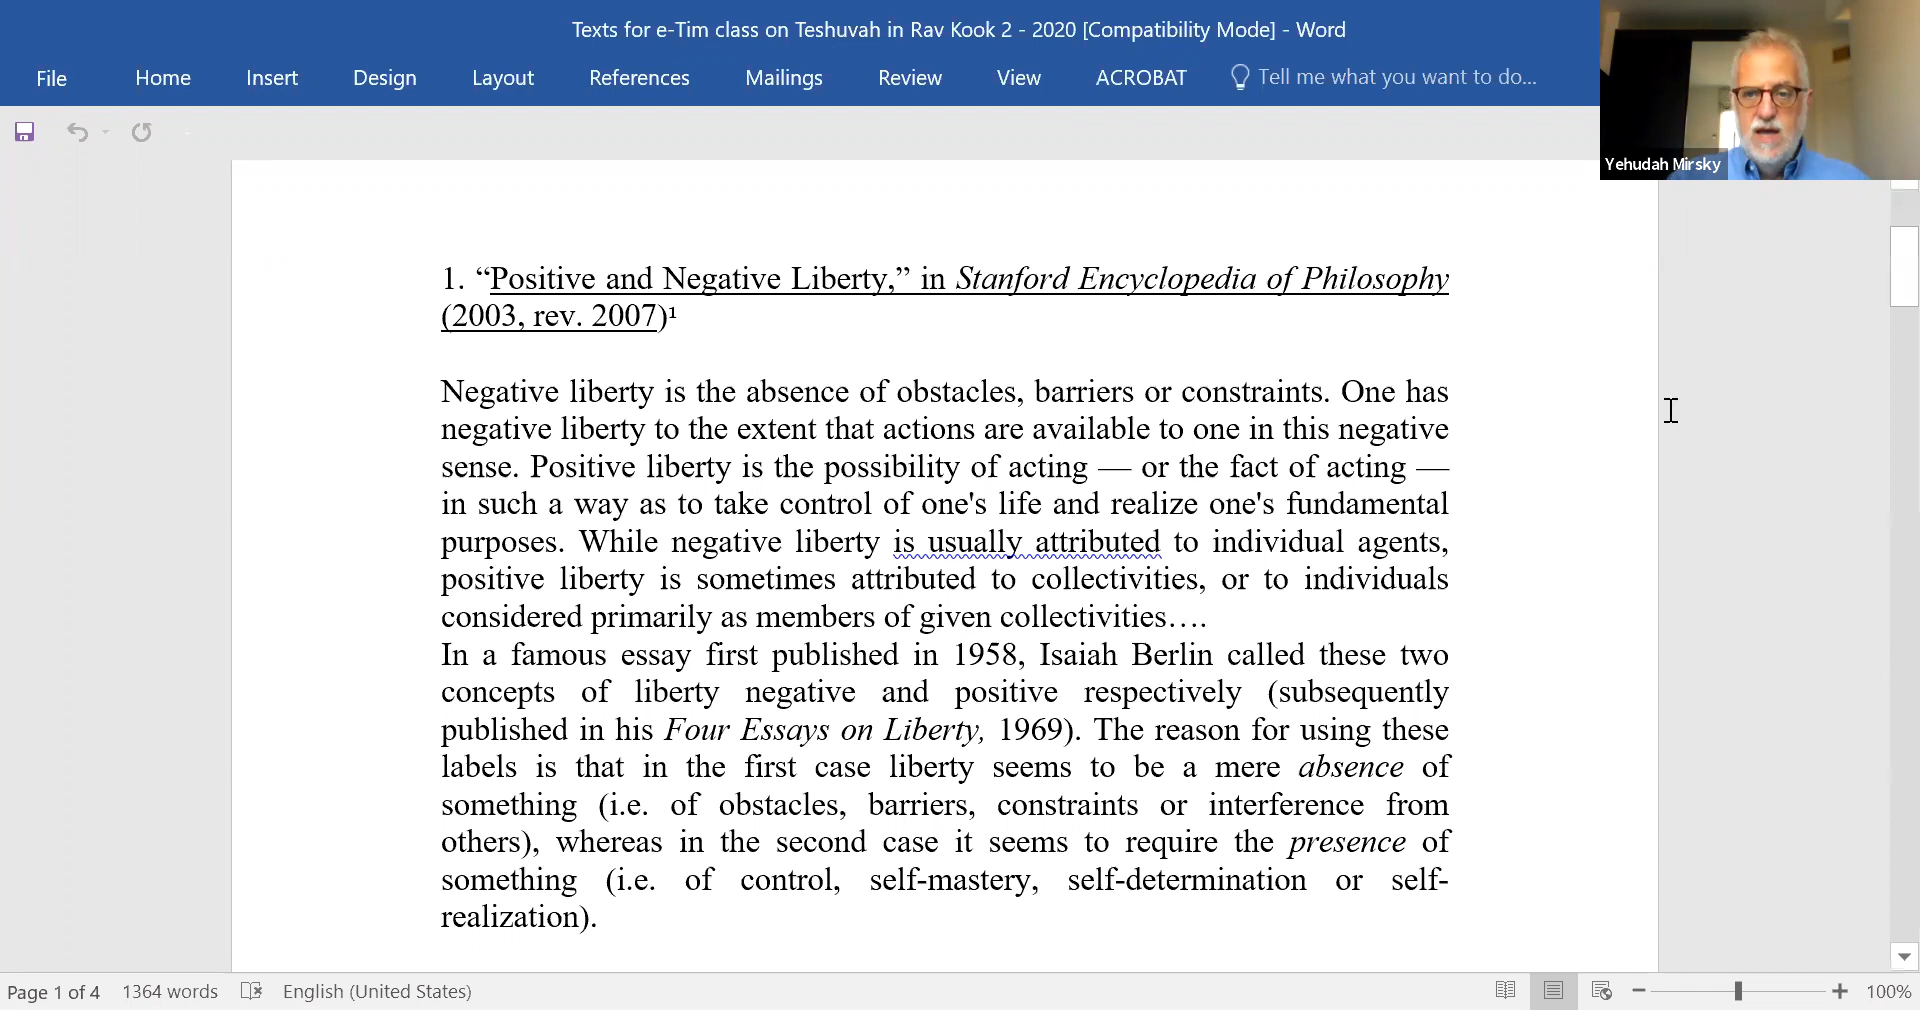 Texts for e-Tim class on Teshuvah in Rav Kook 2 - 2020 [Compatibility Mode] - Word
File Home Insert Design Layout References Mailings Review View ACROBAT Tell me what you want to do...
Yehudah Mirsky
1. “Positive and Negative Liberty,” in Stanford Encyclopedia of Philosophy
(2003, rev. 2007)¹
Negative liberty is the absence of obstacles, barriers or constraints. One has
negative liberty to the extent that actions are available to one in this negative
sense. Positive liberty is the possibility of acting — or the fact of acting —
in such a way as to take control of one's life and realize one's fundamental
purposes. While negative liberty is usually attributed to individual agents,
positive liberty is sometimes attributed to collectivities, or to individuals
considered primarily as members of given collectivities….
In a famous essay first published in 1958, Isaiah Berlin called these two
concepts of liberty negative and positive respectively (subsequently
published in his Four Essays on Liberty, 1969). The reason for using these
labels is that in the first case liberty seems to be a mere absence of
something (i.e. of obstacles, barriers, constraints or interference from
others), whereas in the second case it seems to require the presence of
something (i.e. of control, self-mastery, self-determination or self-
realization).
Page 1 of 4 1364 words English (United States) 100%